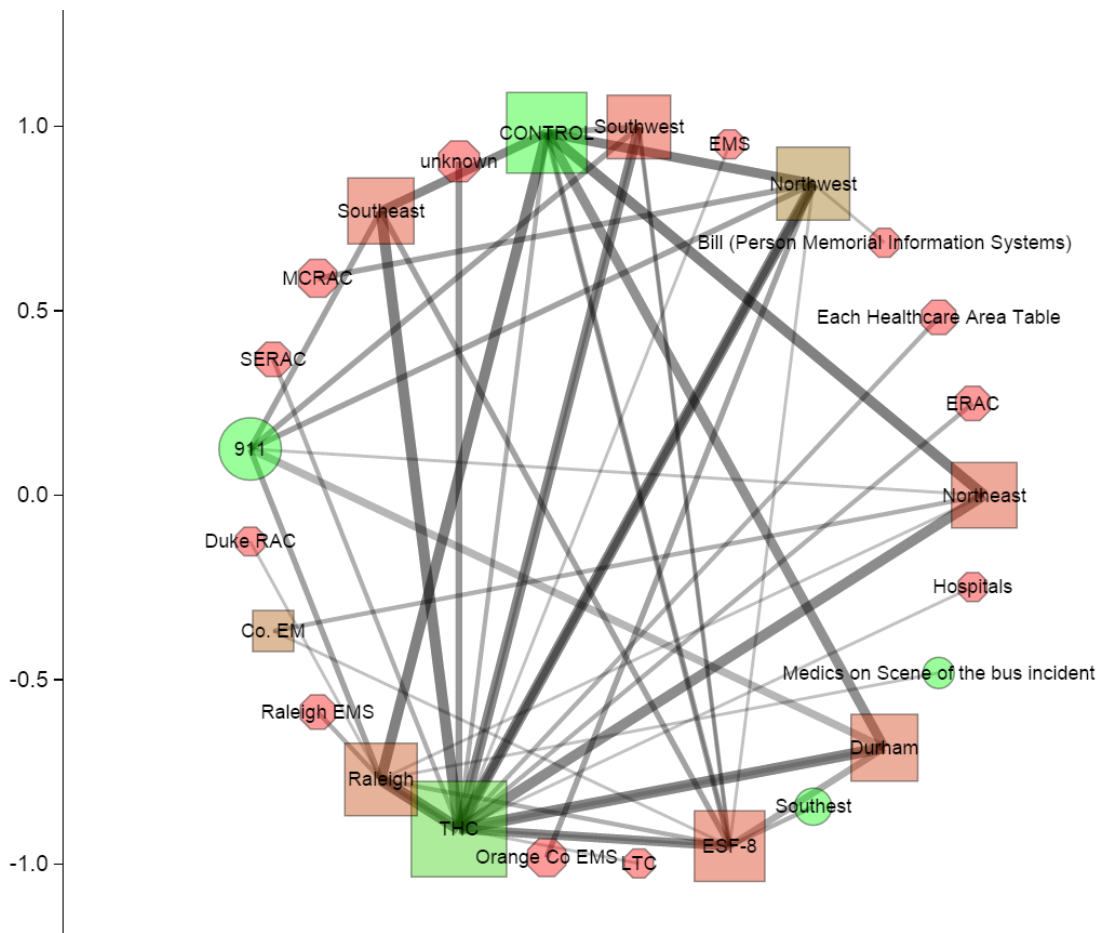 1.0
CONTROL
Southwest
EMS
unknown
Northwest
Southeast
Bill (Person Memorial Information Systems)
MCRAC
0.5
Each Healthcare Area Table
SERAC
ERAC
911
0.0
Northeast
Duke RAC
Hospitals
Co. EM
-0.5
Medics on Scene of the bus incident
Raleigh EMS
Durham
Raleigh
Southest
THC
ESF-8
Orange Co EMS
LTC
-1.0